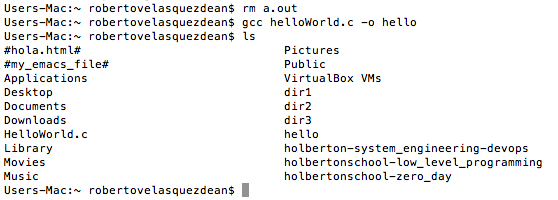 Users-Mac:~ robertovelasquezdean$ rm a.out
Users-Mac:~ robertovelasquezdean$ gcc helloWorld.c -o hello
Users-Mac:~ robertovelasquezdean$ ls
#hola.html# Pictures
#my_emacs_file# Public
Applications VirtualBox VMs
Desktop dir1
Documents dir2
Downloads dir3
HelloWorld.c hello
Library holberton-system_engineering-devops
Movies holbertonschool-low_level_programming
Music holbertonschool-zero_day
Users-Mac:~ robertovelasquezdean$